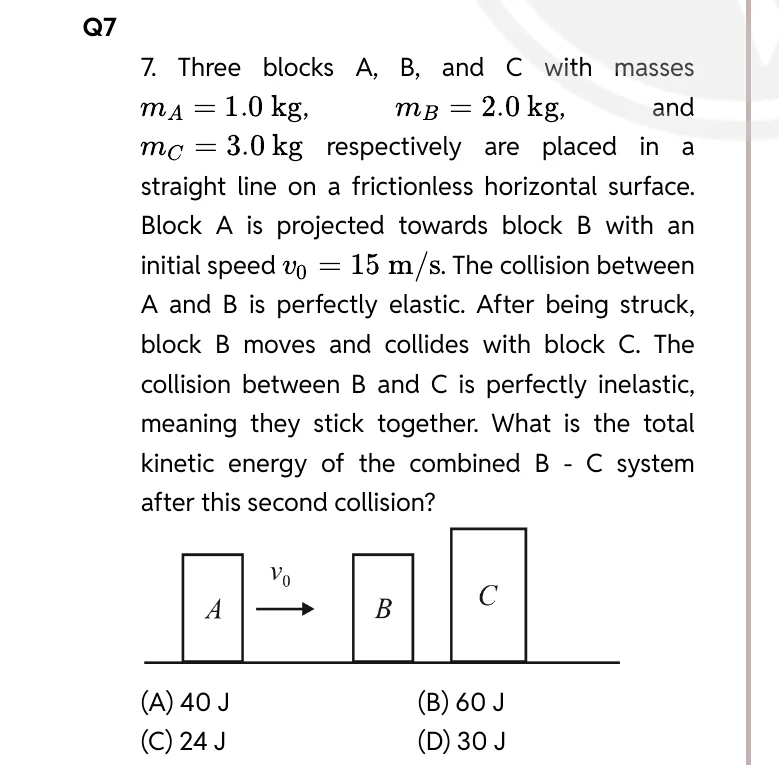 Q7
7. Three blocks A, B, and C with masses
m_A = 1.0 kg, m_B = 2.0 kg, and
m_C = 3.0 kg respectively are placed in a
straight line on a frictionless horizontal surface.
Block A is projected towards block B with an
initial speed v_0 = 15 m/s. The collision between
A and B is perfectly elastic. After being struck,
block B moves and collides with block C. The
collision between B and C is perfectly inelastic,
meaning they stick together. What is the total
kinetic energy of the combined B - C system
after this second collision?
A v_0 B C
(A) 40 J (B) 60 J
(C) 24 J (D) 30 J